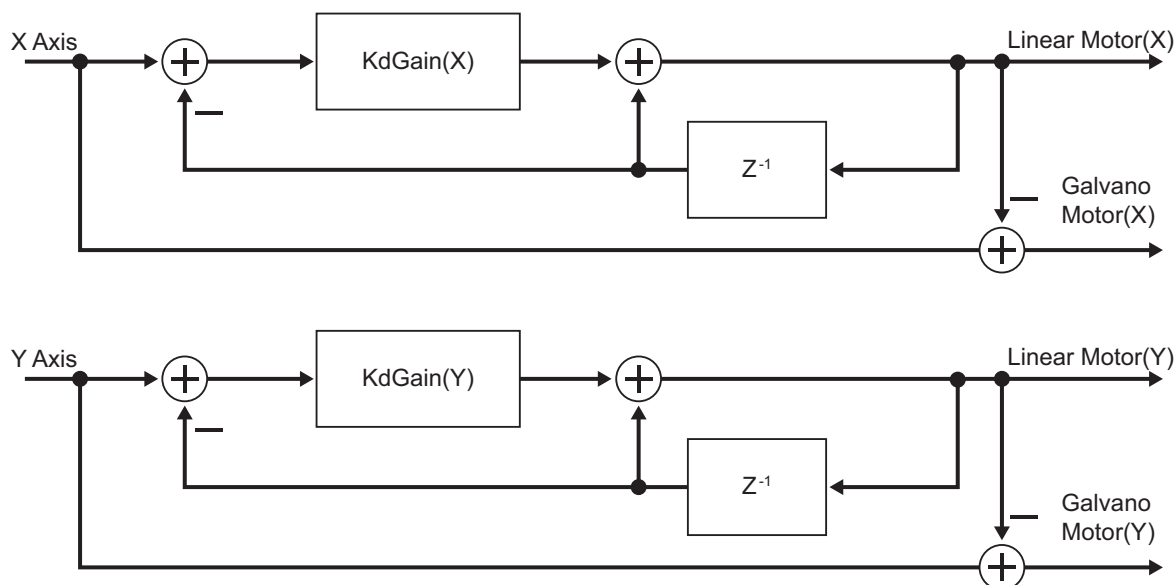 X Axis
KdGain(X)
Linear Motor(X)
Z⁻¹
Galvano
Motor(X)
Y Axis
KdGain(Y)
Linear Motor(Y)
Z⁻¹
Galvano
Motor(Y)